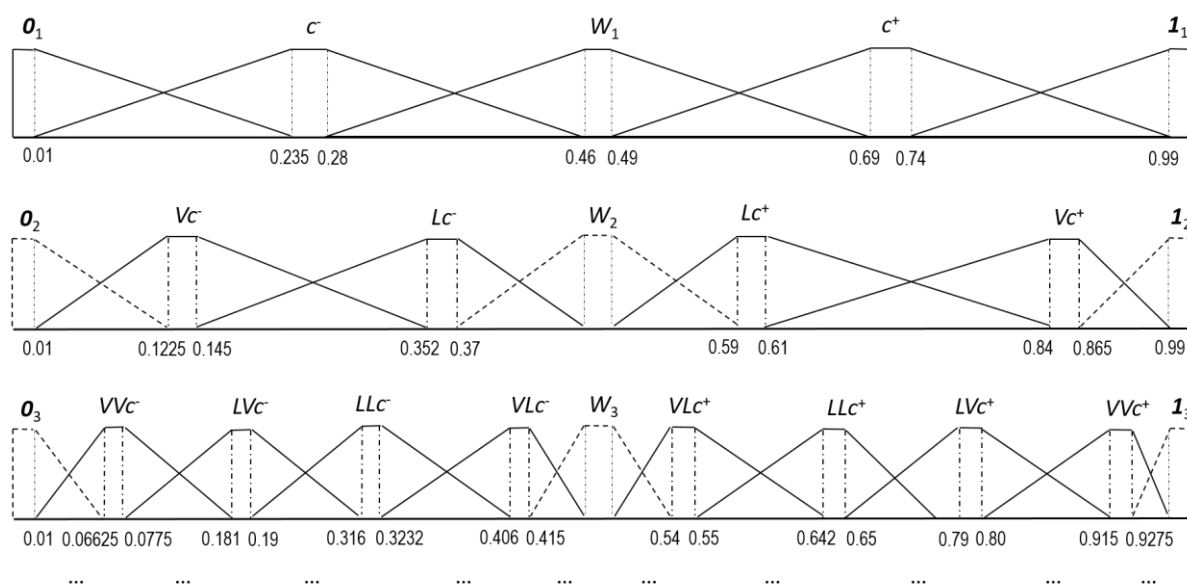 0₁ c⁻ W₁ c⁺ 1₁
0.01 0.235 0.28 0.46 0.49 0.69 0.74 0.99
0₂ Vc⁻ Lc⁻ W₂ Lc⁺ Vc⁺ 1₂
0.01 0.1225 0.145 0.352 0.37 0.59 0.61 0.84 0.865 0.99
0₃ VVc⁻ LVc⁻ LLc⁻ VLc⁻ W₃ VLc⁺ LLc⁺ LVc⁺ VVc⁺ 1₃
0.01 0.06625 0.0775 0.181 0.19 0.316 0.3232 0.406 0.415 0.54 0.55 0.642 0.65 0.79 0.80 0.915 0.9275
... ... ... ... ... ... ... ... ... ...